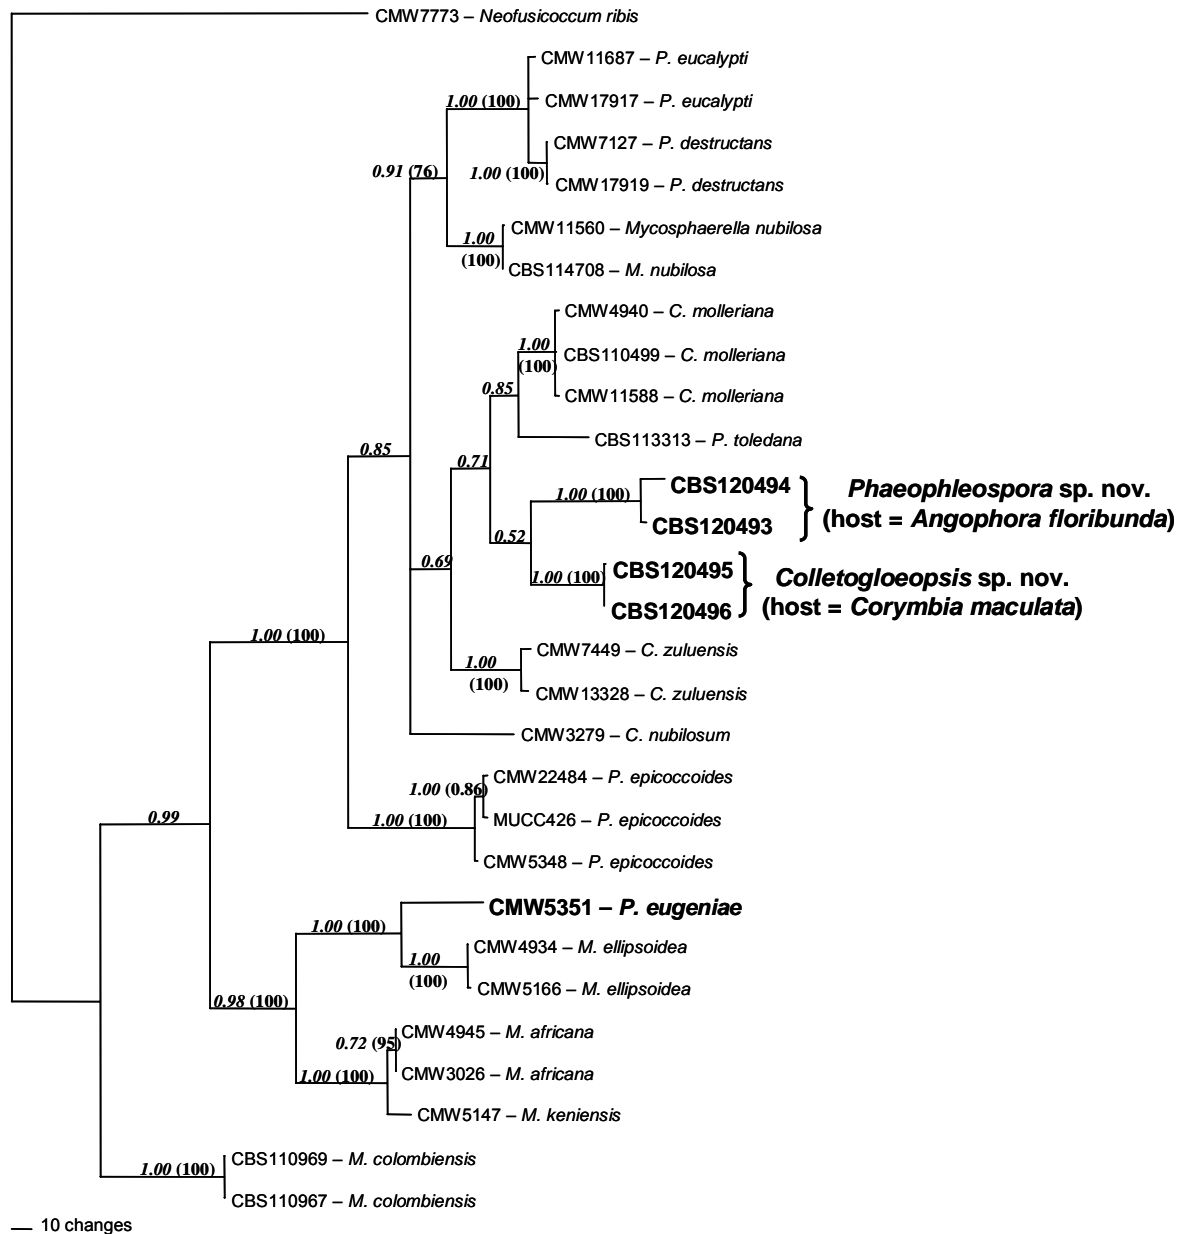 CMW7773 – Neofusicoccum ribis
CMW11687 – P. eucalypti
1.00 (100)
CMW17917 – P. eucalypti
CMW7127 – P. destructans
0.91 (76)
1.00 (100)
CMW17919 – P. destructans
CMW11560 – Mycosphaerella nubilosa
1.00
(100)
CBS114708 – M. nubilosa
CMW4940 – C. molleriana
1.00
(100)
CBS110499 – C. molleriana
0.85
CMW11588 – C. molleriana
CBS113313 – P. toledana
0.85
0.71
CBS120494
1.00 (100)
CBS120493
Phaeophleospora sp. nov.
(host = Angophora floribunda)
0.52
0.69
CBS120495
1.00 (100)
CBS120496
Colletogloeopsis sp. nov.
(host = Corymbia maculata)
1.00 (100)
CMW7449 – C. zuluensis
1.00
(100)
CMW13328 – C. zuluensis
CMW3279 – C. nubilosum
CMW22484 – P. epicoccoides
1.00 (0.86)
0.99
1.00 (100)
MUCC426 – P. epicoccoides
CMW5348 – P. epicoccoides
CMW5351 – P. eugeniae
1.00 (100)
CMW4934 – M. ellipsoidea
1.00
(100)
CMW5166 – M. ellipsoidea
0.98 (100)
CMW4945 – M. africana
0.72 (95)
CMW3026 – M. africana
1.00 (100)
CMW5147 – M. keniensis
CBS110969 – M. colombiensis
1.00 (100)
CBS110967 – M. colombiensis
10 changes